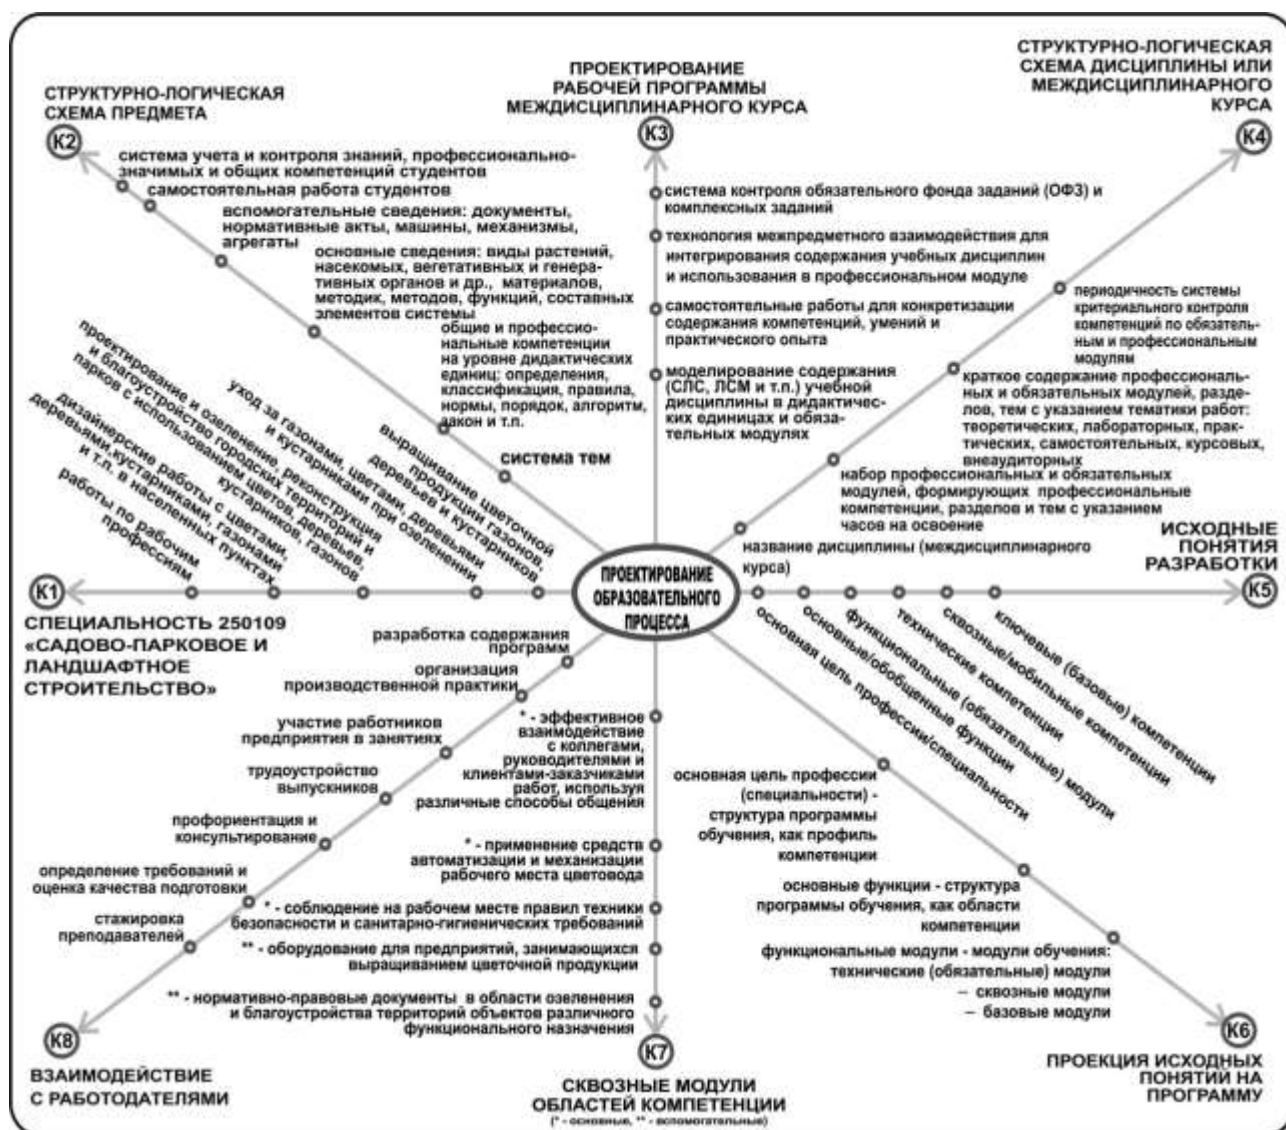 СТРУКТУРНО-ЛОГИЧЕСКАЯ
СХЕМА ПРЕДМЕТА
К2
система учета и контроля знаний, профессионально-
значимых и общих компетенций студентов
самостоятельная работа студентов
вспомогательные сведения: документы,
нормативные акты, машины, механизмы,
агрегаты
основные сведения: виды растений,
насекомых, вегетативных и генера-
тивных органов и др., материалов,
методик, методов, функций, составных
элементов системы
общие и профессио-
нальные компетенции
на уровне дидактических
единиц: определения,
классификация, правила,
нормы, порядок, алгоритм,
закон и т.п.
система тем
ПРОЕКТИРОВАНИЕ
РАБОЧЕЙ ПРОГРАММЫ
МЕЖДИСЦИПЛИНАРНОГО КУРСА
К3
система контроля обязательного фонда заданий (ОФЗ) и
комплексных заданий
технология межпредметного взаимодействия для
интегрирования содержания учебных дисциплин
и использования в профессиональном модуле
самостоятельные работы для конкретизации
содержания компетенций, умений и
практического опыта
моделирование содержания
(СЛС, ЛСМ и т.п.) учебной
дисциплины в дидактичес-
ких единицах и обяза-
тельных модулях
СТРУКТУРНО-ЛОГИЧЕСКАЯ
СХЕМА ДИСЦИПЛИНЫ ИЛИ
МЕЖДИСЦИПЛИНАРНОГО
КУРСА
К4
периодичность системы
критериального контроля
компетенций по обязатель-
ным и профессиональным
модулям
краткое содержание профессиональ-
ных и обязательных модулей, разде-
лов, тем с указанием тематики работ:
теоретических, лабораторных, прак-
тических, самостоятельных, курсовых,
внеаудиторных
набор профессиональных и обязательных
модулей, формирующих профессиональные
компетенции, разделов и тем с указанием
часов на освоение
название дисциплины (междисциплинарного
курса)
работы по рабочим
профессиям
дизайнерские работы с цветами,
деревьями,кустарниками, газонами
и т.п. в населенных пунктах
проектирование и озеленение, реконструкция
и благоустройство городских территорий и
парков с использованием цветов, деревьев,
кустарников, газонов
уход за газонами, цветами, деревьями
и кустарниками при озеленении
выращивание цветочной
продукции газонов,
деревьев и кустарников
К1
СПЕЦИАЛЬНОСТЬ 250109
«САДОВО-ПАРКОВОЕ И
ЛАНДШАФТНОЕ
СТРОИТЕЛЬСТВО»
ПРОЕКТИРОВАНИЕ
ОБРАЗОВАТЕЛЬНОГО
ПРОЦЕССА
ИСХОДНЫЕ
ПОНЯТИЯ
РАЗРАБОТКИ
К5
основная цель профессии/специальности
основные/обобщенные функции
функциональные (обязательные) модули
технические компетенции
сквозные/мобильные компетенции
ключевые (базовые) компетенции
разработка содержания
программ
организация
производственной практики
участие работников
предприятия в занятиях
трудоустройство
выпускников
профориентация и
консультирование
определение требований и
оценка качества подготовки
стажировка
преподавателей
К8
ВЗАИМОДЕЙСТВИЕ
С РАБОТОДАТЕЛЯМИ
* - эффективное
взаимодействие
с коллегами,
руководителями и
клиентами-заказчиками
работ, используя
различные способы общения
* - применение средств
автоматизации и механизации
рабочего места цветовода
* - соблюдение на рабочем месте правил техники
безопасности и санитарно-гигиенических требований
** - оборудование для предприятий, занимающихся
выращиванием цветочной продукции
** - нормативно-правовые документы в области озеленения
и благоустройства территорий объектов различного
функционального назначения
К7
СКВОЗНЫЕ МОДУЛИ
ОБЛАСТЕЙ КОМПЕТЕНЦИИ
(* - основные, ** - вспомогательные)
основная цель профессии
(специальности) -
структура программы
обучения, как профиль
компетенции
основные функции - структура
программы обучения, как области
компетенции
функциональные модули - модули обучения:
технические (обязательные) модули
– сквозные модули
– базовые модули
К6
ПРОЕКЦИЯ ИСХОДНЫХ
ПОНЯТИЙ НА
ПРОГРАММУ